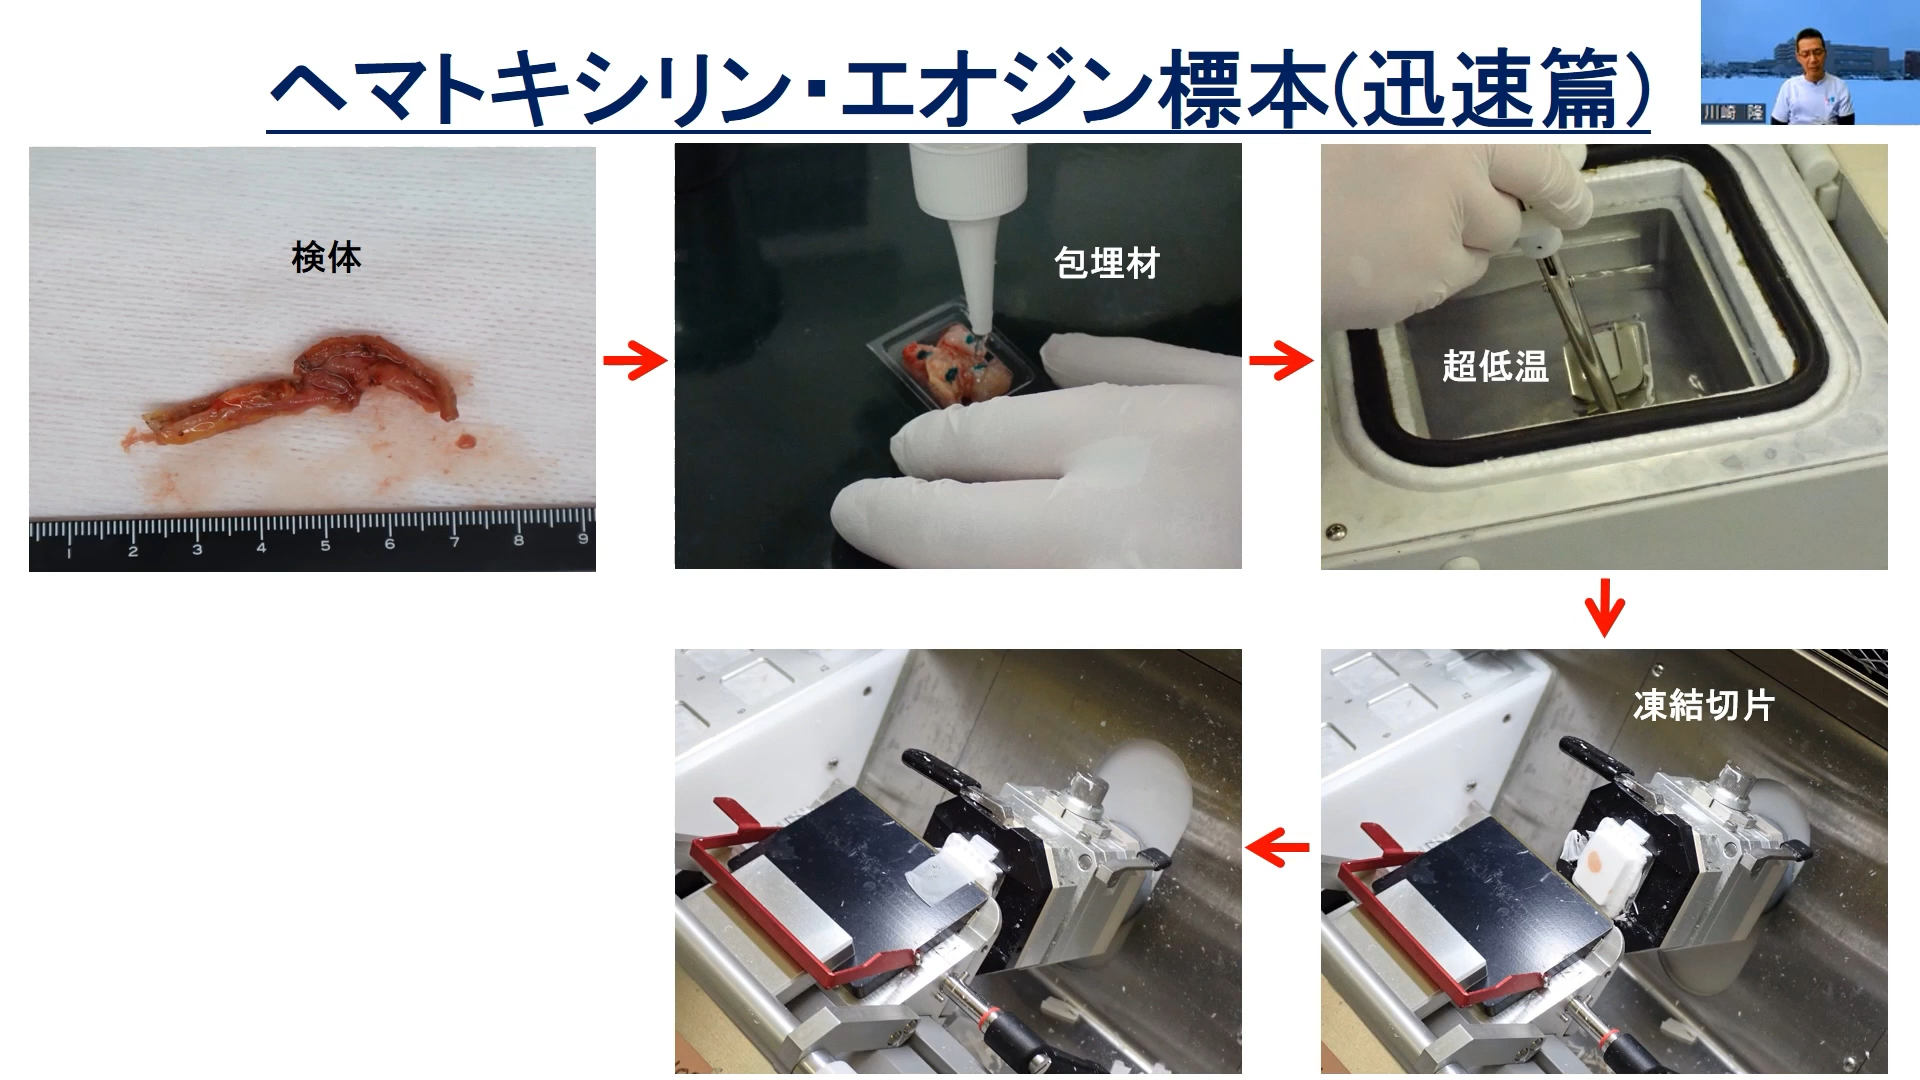 ヘマトキシリン・エオジン標本(迅速篇)
川崎 隆
検体
包埋材
超低温
1 2 3 4 5 6 7 8 9
凍結切片